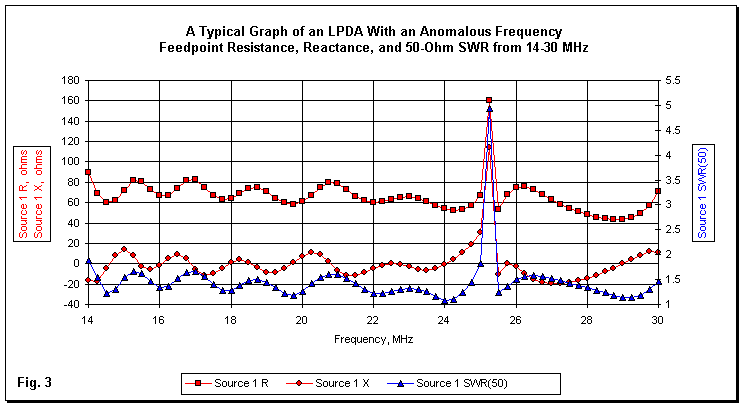 A Typical Graph of an LPDA With an Anomalous Frequency
Feedpoint Resistance, Reactance, and 50-Ohm SWR from 14-30 MHz
Source 1 R, ohms
Source 1 X, ohms
180
160
140
120
100
80
60
40
20
0
-20
-40
5.5
5
4.5
4
3.5
3
2.5
2
1.5
1
Source 1 SWR(50)
14 16 18 20 22 24 26 28 30
Frequency, MHz
Fig. 3
Source 1 R Source 1 X Source 1 SWR(50)